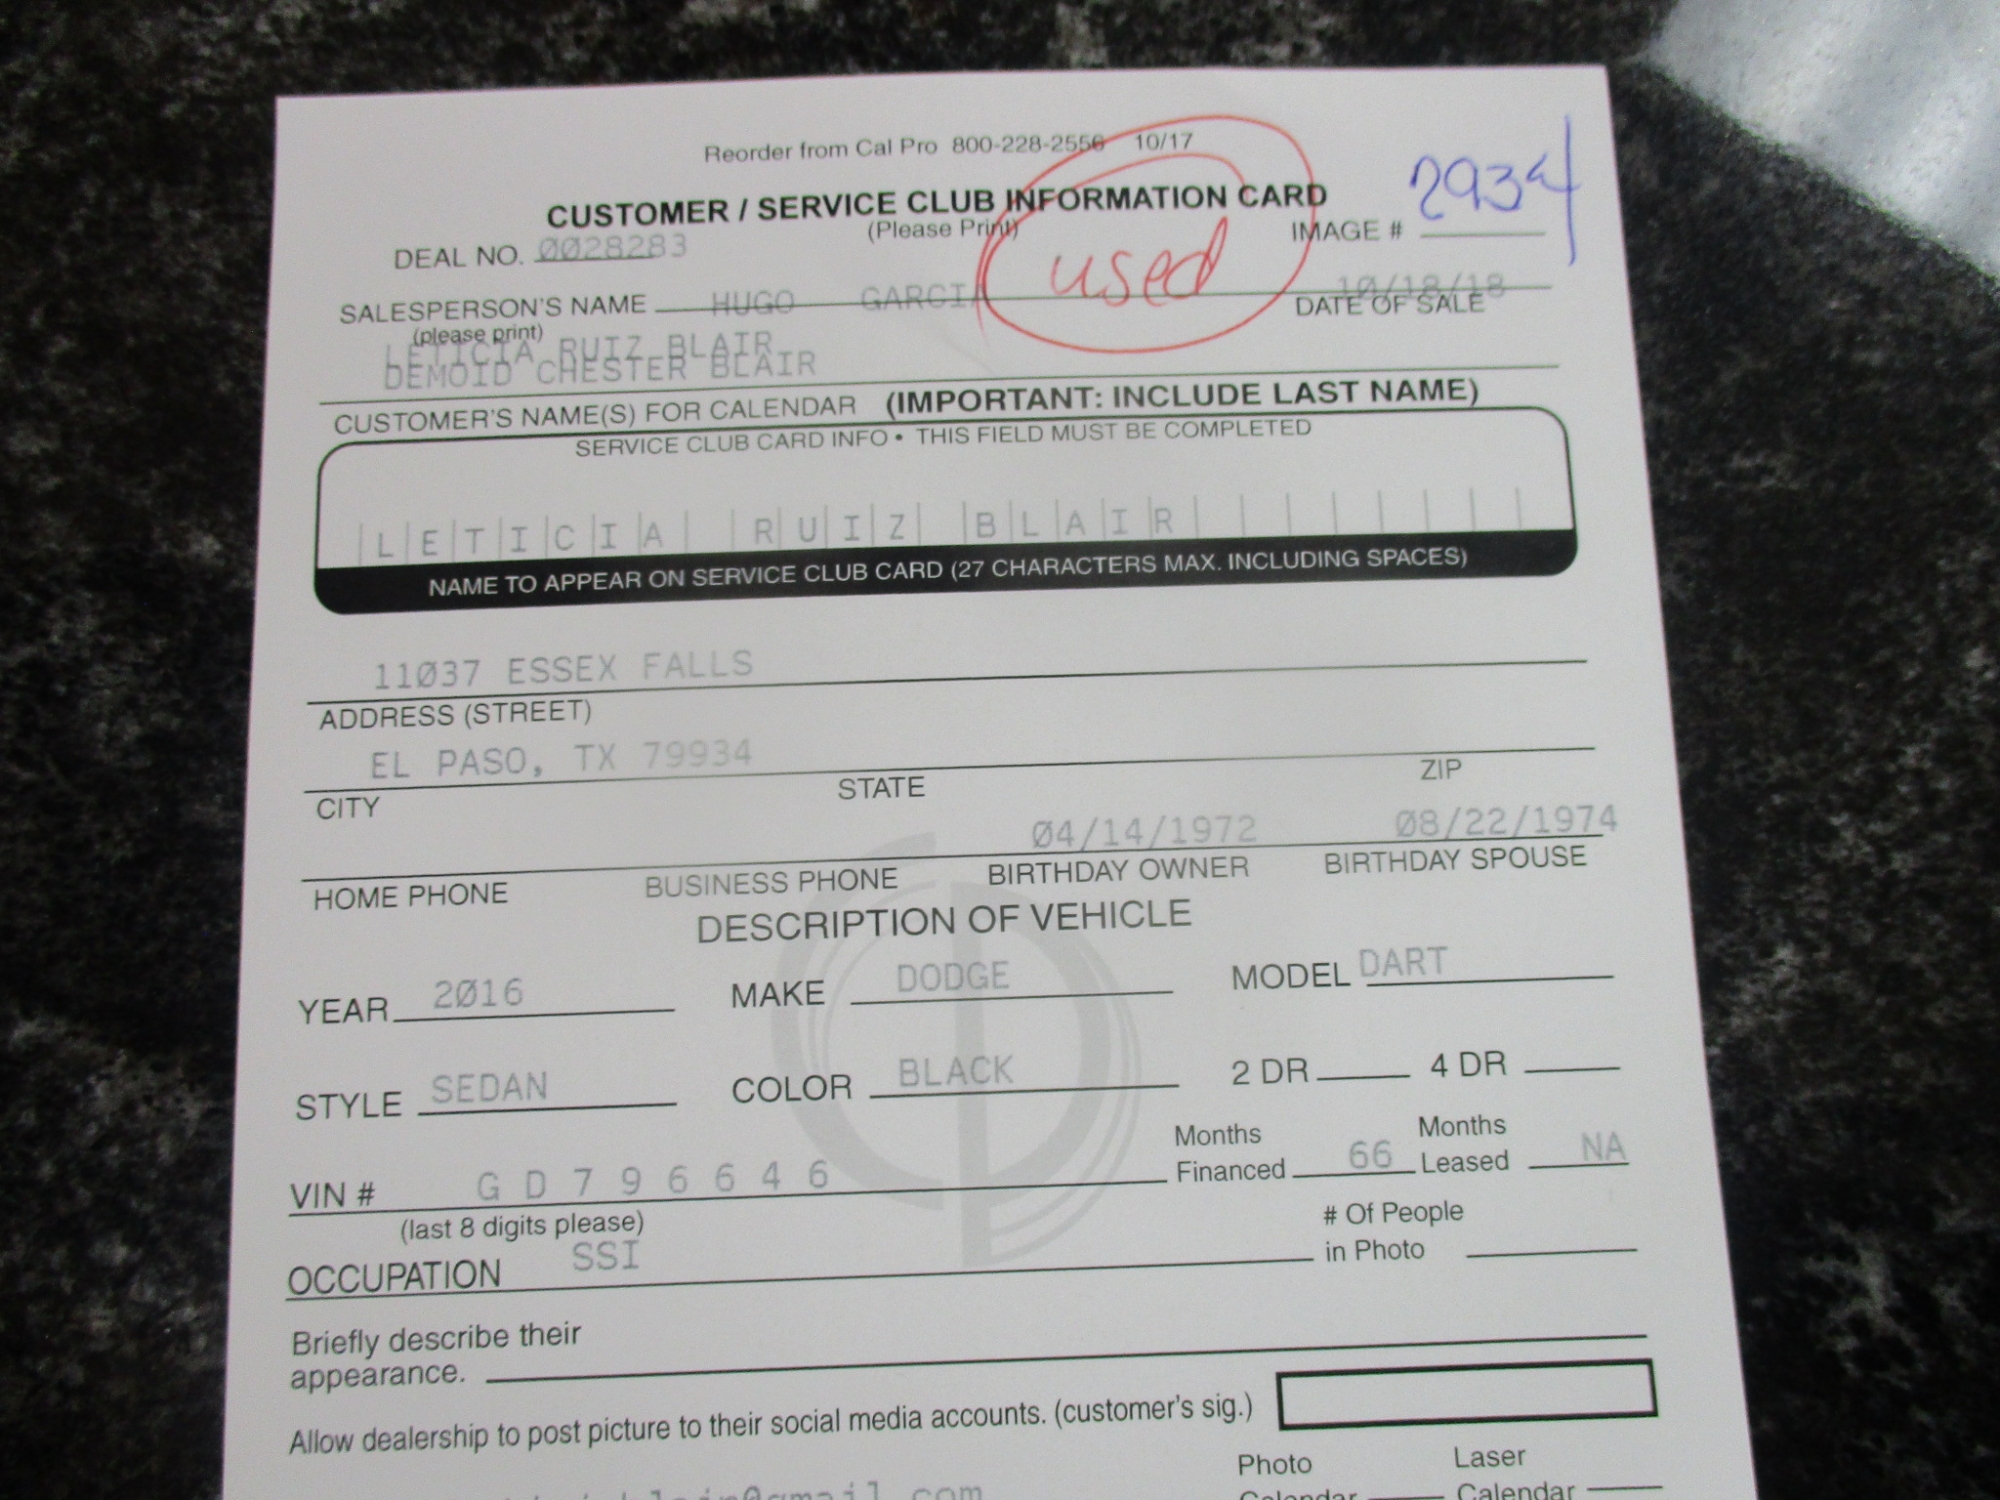 Reorder from Cal Pro 800-228-2556 10/17
CUSTOMER / SERVICE CLUB INFORMATION CARD
(Please Print)
used
IMAGE #
DEAL NO. 0028283
SALESPERSON'S NAME HUGO GARCIA
(please print)
10/18/18
DATE OF SALE
LETICIA RUIZ BLAIR
DEMOID CHESTER BLAIR
CUSTOMER'S NAME(S) FOR CALENDAR (IMPORTANT: INCLUDE LAST NAME)
SERVICE CLUB CARD INFO • THIS FIELD MUST BE COMPLETED
LETICIA RUIZ BLAIR
NAME TO APPEAR ON SERVICE CLUB CARD (27 CHARACTERS MAX. INCLUDING SPACES)
11037 ESSEX FALLS
ADDRESS (STREET)
EL PASO, TX 79934
CITY STATE ZIP
04/14/1972 08/22/1974
HOME PHONE BUSINESS PHONE BIRTHDAY OWNER BIRTHDAY SPOUSE
DESCRIPTION OF VEHICLE
YEAR 2016 MAKE DODGE MODEL DART
STYLE SEDAN COLOR BLACK 2 DR 4 DR
VIN # GD796646 Months Financed 66 Months Leased NA
(last 8 digits please)
OCCUPATION SSI # Of People in Photo
Briefly describe their
appearance.
Allow dealership to post picture to their social media accounts. (customer's sig.)
Photo Laser
Calendar Calendar